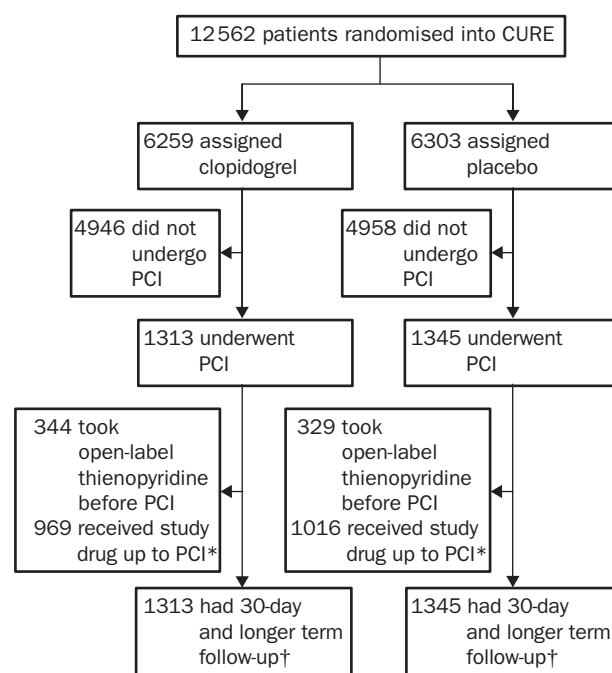 12 562 patients randomised into CURE
6259 assigned
clopidogrel
6303 assigned
placebo
4946 did not
undergo
PCI
4958 did not
undergo
PCI
1313 underwent
PCI
1345 underwent
PCI
344 took
open-label
thienopyridine
before PCI
969 received study
drug up to PCI*
329 took
open-label
thienopyridine
before PCI
1016 received study
drug up to PCI*
1313 had 30-day
and longer term
follow-up†
1345 had 30-day
and longer term
follow-up†